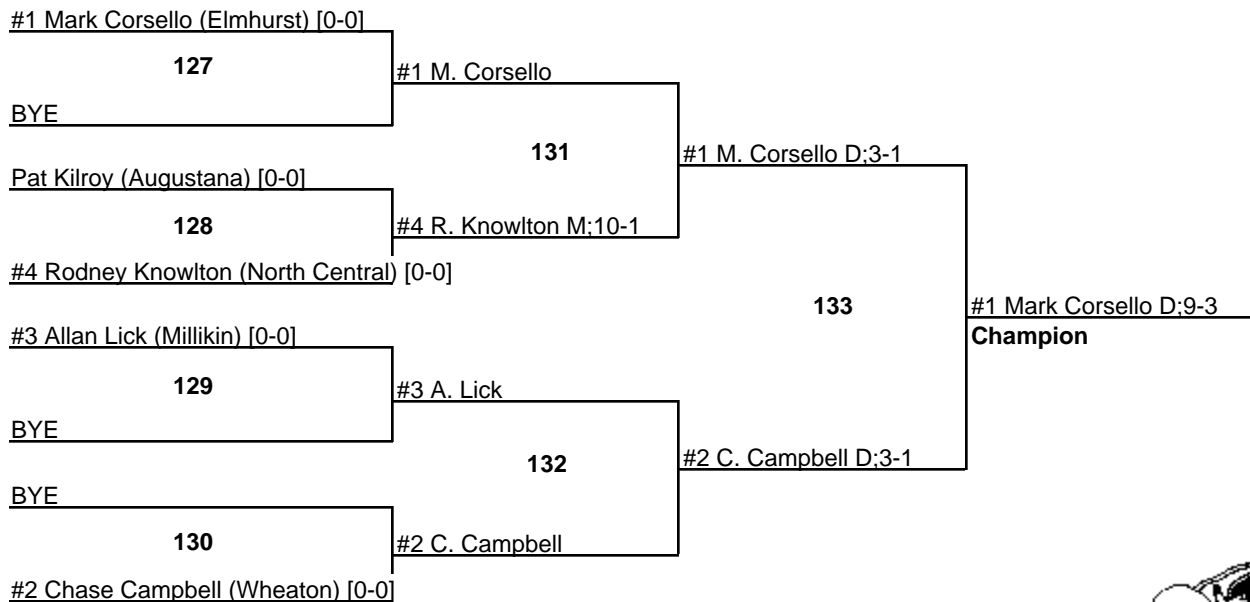 #1 Mark Corsello (Elmhurst) [0-0]
127
#1 M. Corsello
BYE
131
#1 M. Corsello D;3-1
Pat Kilroy (Augustana) [0-0]
128
#4 R. Knowlton M;10-1
#4 Rodney Knowlton (North Central) [0-0]
133
#1 Mark Corsello D;9-3
Champion
#3 Allan Lick (Millikin) [0-0]
129
#3 A. Lick
BYE
132
#2 C. Campbell D;3-1
BYE
130
#2 C. Campbell
#2 Chase Campbell (Wheaton) [0-0]